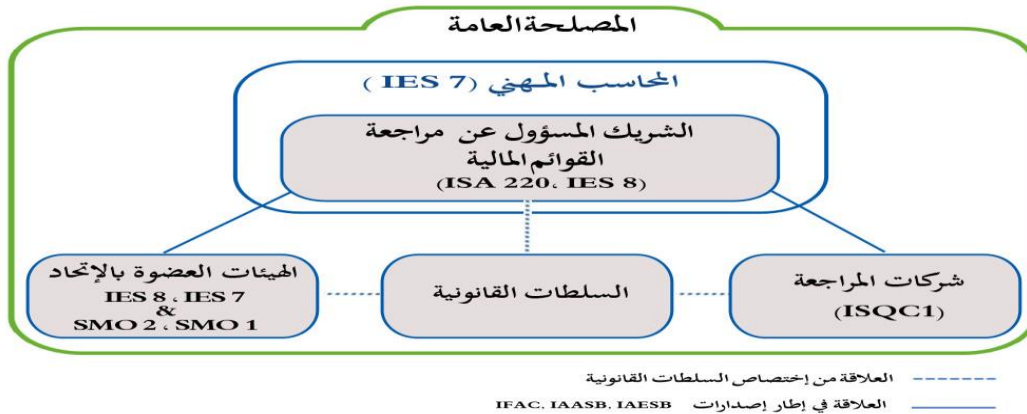 المصلحة العامة
المحاسب المهني (IES 7 )
الشريك المسؤول عن مراجعة
القوائم المالية
(ISA 220، IES 8)
شركات المراجعة
(ISQC1)
السلطات القانونية
الهيئات العضوة بالإتحاد
IES 8 ، IES 7
&
SMO 2 ، SMO 1
العلاقة من إختصاص السلطات القانونية
العلاقة في إطار إصدارات IFAC، IAASB، IAESB